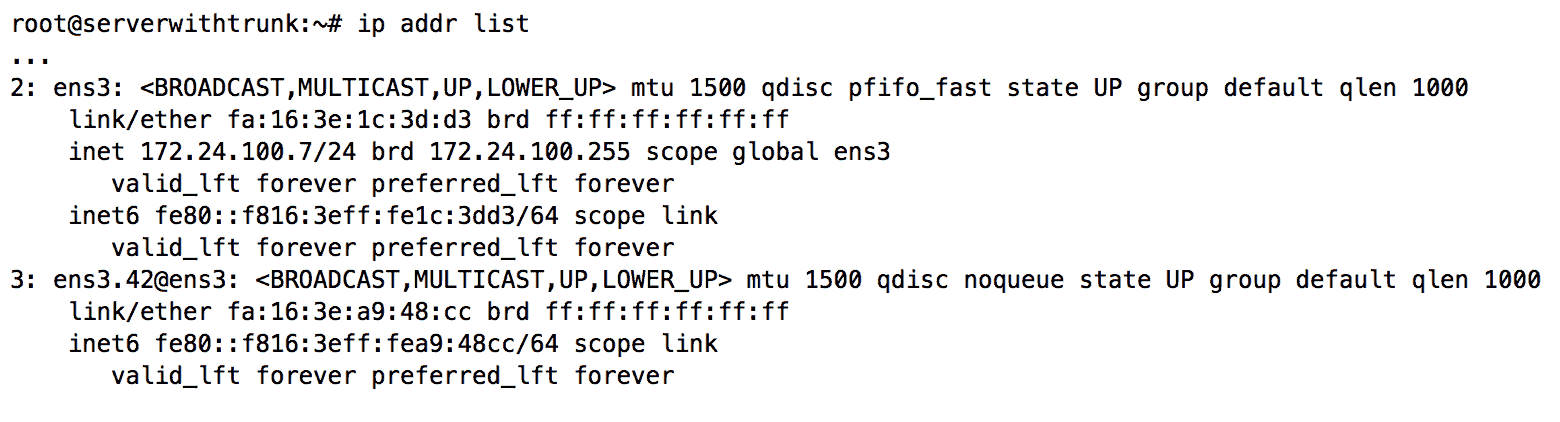 root@serverwithtrunk:~# ip addr list
...
2: ens3: <BROADCAST,MULTICAST,UP,LOWER_UP> mtu 1500 qdisc pfifo_fast state UP group default qlen 1000
    link/ether fa:16:3e:1c:3d:d3 brd ff:ff:ff:ff:ff:ff
    inet 172.24.100.7/24 brd 172.24.100.255 scope global ens3
       valid_lft forever preferred_lft forever
    inet6 fe80::f816:3eff:fe1c:3dd3/64 scope link
       valid_lft forever preferred_lft forever
3: ens3.42@ens3: <BROADCAST,MULTICAST,UP,LOWER_UP> mtu 1500 qdisc noqueue state UP group default qlen 1000
    link/ether fa:16:3e:a9:48:cc brd ff:ff:ff:ff:ff:ff
    inet6 fe80::f816:3eff:fea9:48cc/64 scope link
       valid_lft forever preferred_lft forever